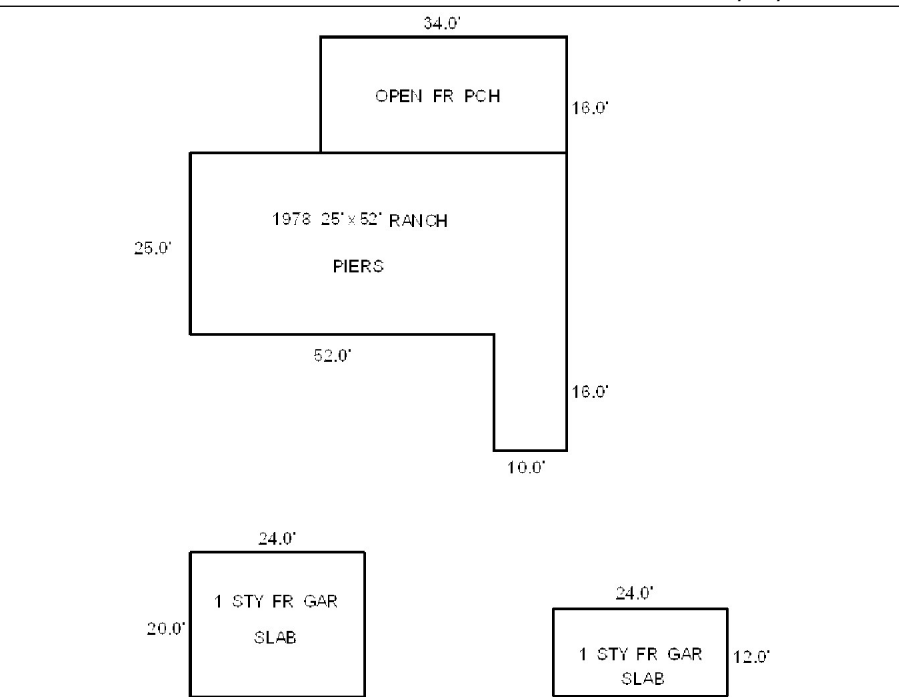 34.0'
OPEN FR PCH
16.0'
1978 25'x52' RANCH
25.0'
PIERS
52.0'
16.0'
10.0'
24.0'
1 STY FR GAR
20.0'
SLAB
24.0'
1 STY FR GAR
12.0'
SLAB